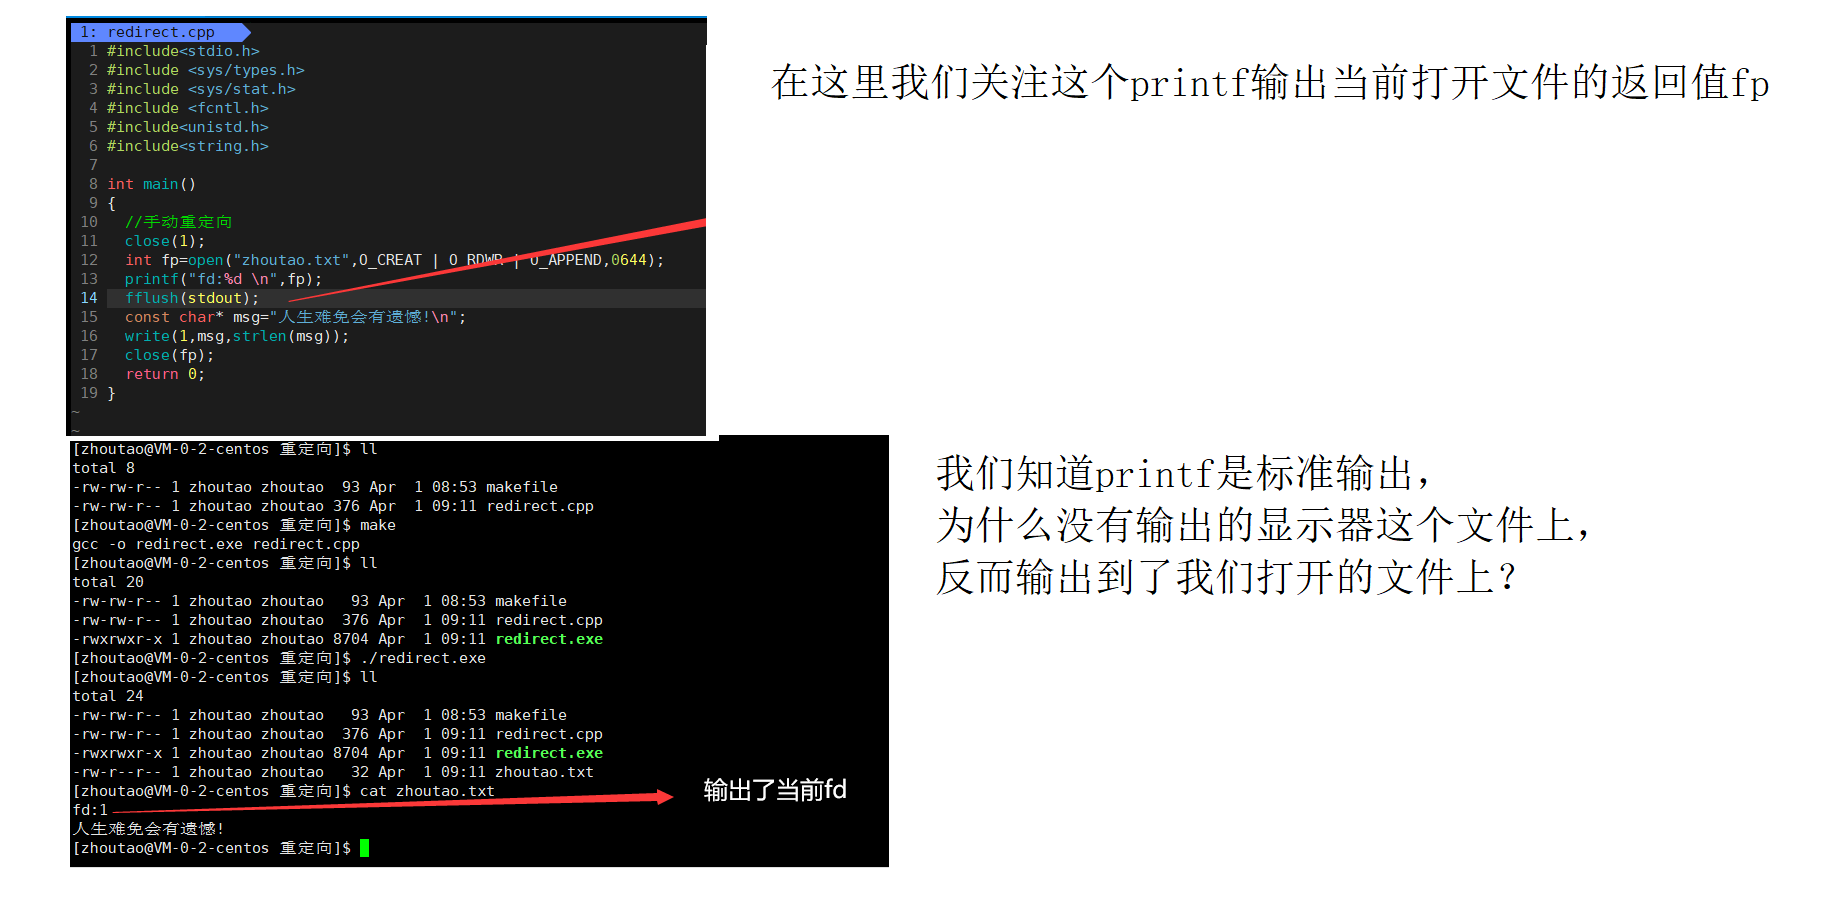 1: redirect.cpp
1 #include<stdio.h>
2 #include <sys/types.h>
3 #include <sys/stat.h>
4 #include <fcntl.h>
5 #include<unistd.h>
6 #include<string.h>
7
8 int main()
9 {
10   //手动重定向
11   close(1);
12   int fp=open("zhoutao.txt",O_CREAT | O_RDWR | O_APPEND,0644);
13   printf("fd:%d \n",fp);
14   fflush(stdout);
15   const char* msg="人生难免会有遗憾!\n";
16   write(1,msg,strlen(msg));
17   close(fp);
18   return 0;
19 }
~
~
在这里我们关注这个printf输出当前打开文件的返回值fp
[zhoutao@VM-0-2-centos 重定向]$ ll
total 8
-rw-rw-r-- 1 zhoutao zhoutao  93 Apr  1 08:53 makefile
-rw-rw-r-- 1 zhoutao zhoutao 376 Apr  1 09:11 redirect.cpp
[zhoutao@VM-0-2-centos 重定向]$ make
gcc -o redirect.exe redirect.cpp
[zhoutao@VM-0-2-centos 重定向]$ ll
total 20
-rw-rw-r-- 1 zhoutao zhoutao   93 Apr  1 08:53 makefile
-rw-rw-r-- 1 zhoutao zhoutao  376 Apr  1 09:11 redirect.cpp
-rwxrwxr-x 1 zhoutao zhoutao 8704 Apr  1 09:11 redirect.exe
[zhoutao@VM-0-2-centos 重定向]$ ./redirect.exe
[zhoutao@VM-0-2-centos 重定向]$ ll
total 24
-rw-rw-r-- 1 zhoutao zhoutao   93 Apr  1 08:53 makefile
-rw-rw-r-- 1 zhoutao zhoutao  376 Apr  1 09:11 redirect.cpp
-rwxrwxr-x 1 zhoutao zhoutao 8704 Apr  1 09:11 redirect.exe
-rw-r--r-- 1 zhoutao zhoutao   32 Apr  1 09:11 zhoutao.txt
[zhoutao@VM-0-2-centos 重定向]$ cat zhoutao.txt
fd:1
人生难免会有遗憾!
[zhoutao@VM-0-2-centos 重定向]$
输出了当前fd
我们知道printf是标准输出，
为什么没有输出的显示器这个文件上，
反而输出到了我们打开的文件上？